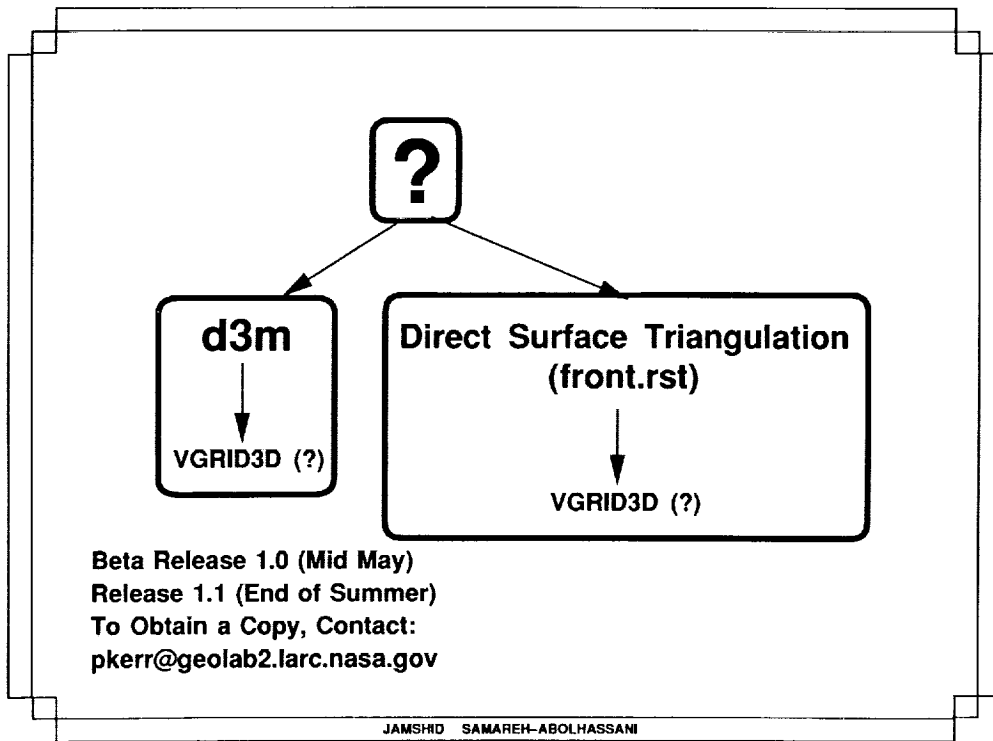 ?
d3m
VGRID3D (?)
Direct Surface Triangulation
(front.rst)
VGRID3D (?)
Beta Release 1.0 (Mid May)
Release 1.1 (End of Summer)
To Obtain a Copy, Contact:
pkerr@geolab2.larc.nasa.gov
JAMSHID SAMAREH-ABOLHASSANI